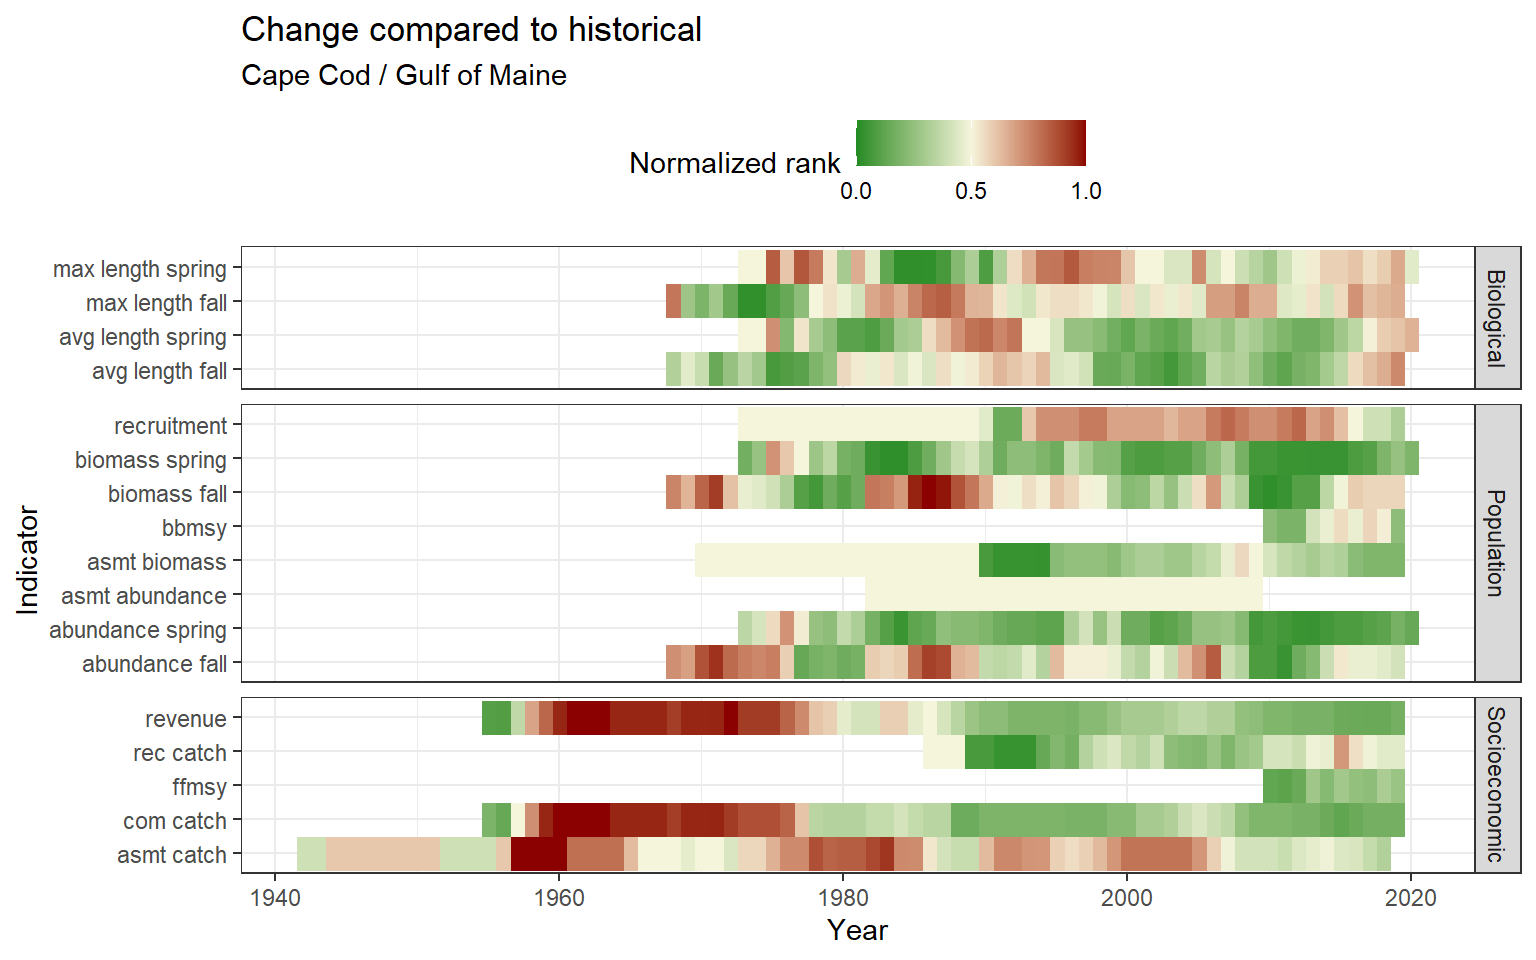 Change compared to historical
Cape Cod / Gulf of Maine
Normalized rank
0.0 0.5 1.0
max length spring
max length fall
avg length spring
avg length fall
Biological
recruitment
biomass spring
biomass fall
bbmsy
asmt biomass
asmt abundance
abundance spring
abundance fall
Population
revenue
rec catch
ffmsy
com catch
asmt catch
Socioeconomic
Indicator
1940 1960 1980 2000 2020
Year